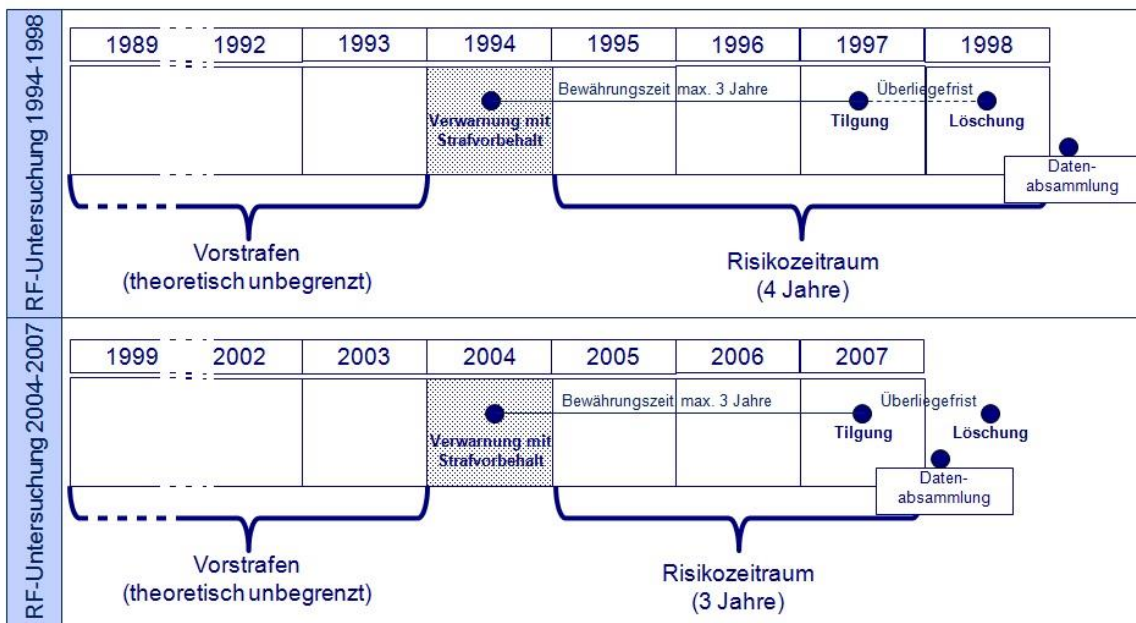 RF-Untersuchung 1994-1998
1989 1992 1993 1994 1995 1996 1997 1998
Bewährungszeit max. 3 Jahre
Überliegefrist
Verwarnung mit
Strafvorbehalt
Tilgung
Löschung
Daten-
absammlung
Vorstrafen
(theoretisch unbegrenzt)
Risikozeitraum
(4 Jahre)
RF-Untersuchung 2004-2007
1999 2002 2003 2004 2005 2006 2007
Bewährungszeit max. 3 Jahre
Überliegefrist
Verwarnung mit
Strafvorbehalt
Tilgung
Löschung
Daten-
absammlung
Vorstrafen
(theoretisch unbegrenzt)
Risikozeitraum
(3 Jahre)